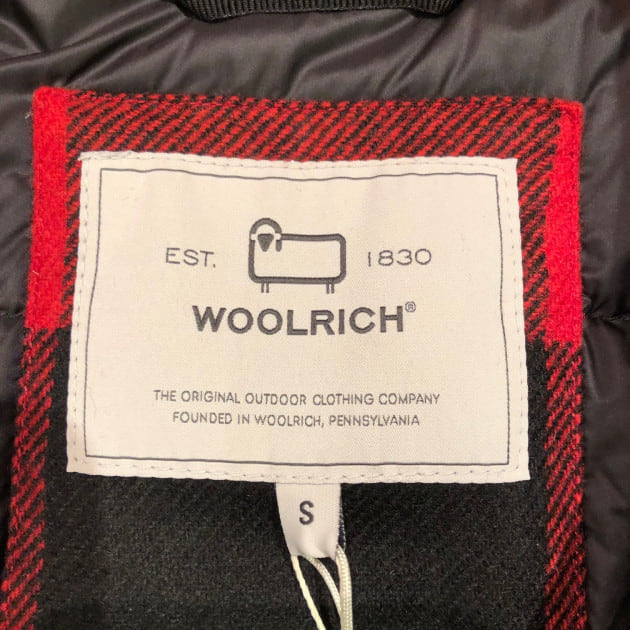 EST. 1830
WOOLRICH®
THE ORIGINAL OUTDOOR CLOTHING COMPANY
FOUNDED IN WOOLRICH, PENNSYLVANIA
S